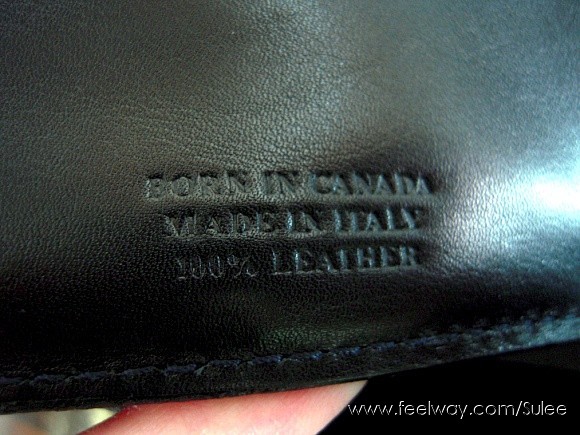 BORN IN CANADA
MADE IN ITALY
100% LEATHER
www.feelway.com/Sulee